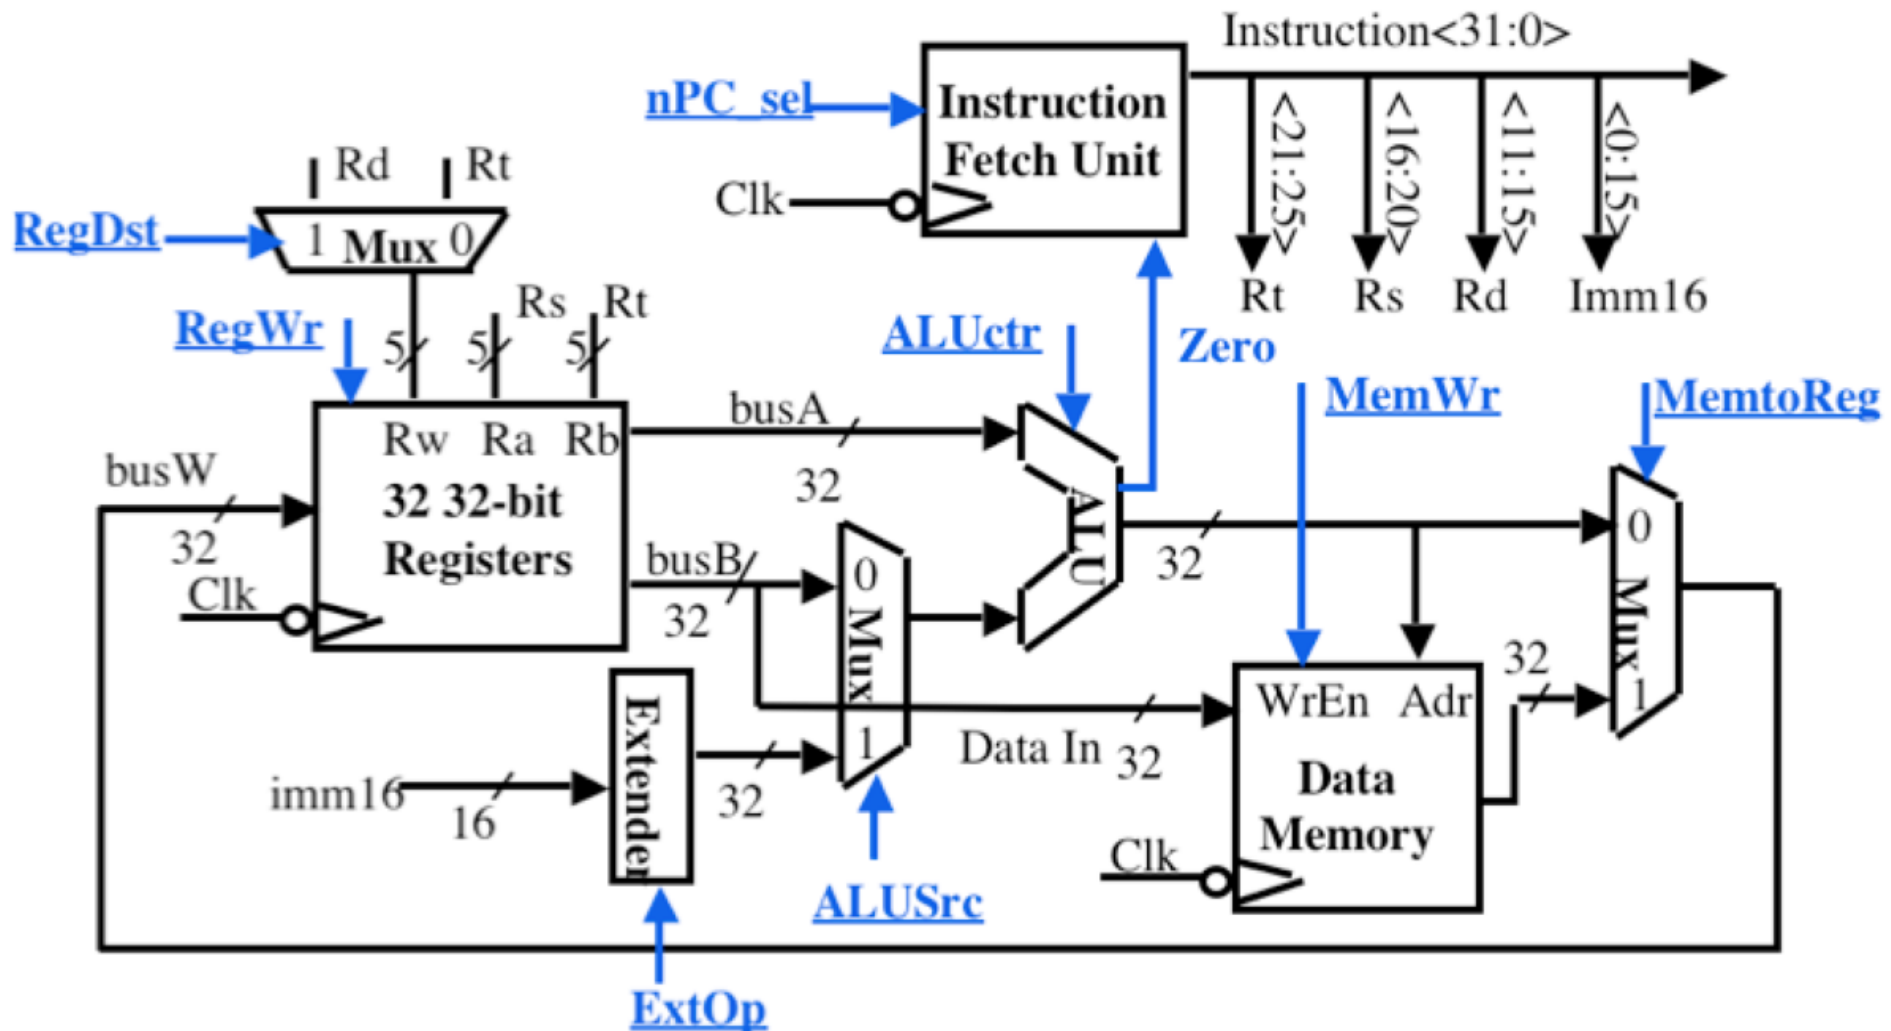 Instruction<31:0>
nPC_sel
Instruction
Fetch Unit
Clk
<21:25>
<16:20>
<11:15>
<0:15>
Rt
Rs
Rd
Imm16
Rd
Rt
RegDst
1 Mux 0
RegWr
5
5
5
Rs
Rt
ALUctr
Zero
MemWr
MemtoReg
busW
32
Clk
Rw Ra Rb
32 32-bit
Registers
busA
32
busB
32
0
Mux
1
ALU
32
0
Mux
1
imm16
16
Extender
32
Data In
32
WrEn Adr
Data
Memory
32
Clk
ALUSrc
ExtOp